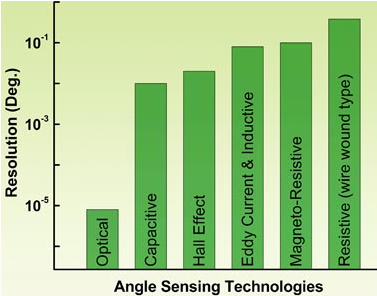 Resolution (Deg.)
10-1
10-3
10-5
Optical
Capacitive
Hall Effect
Eddy Current & Inductive
Magneto-Resistive
Resistive (wire wound type)
Angle Sensing Technologies